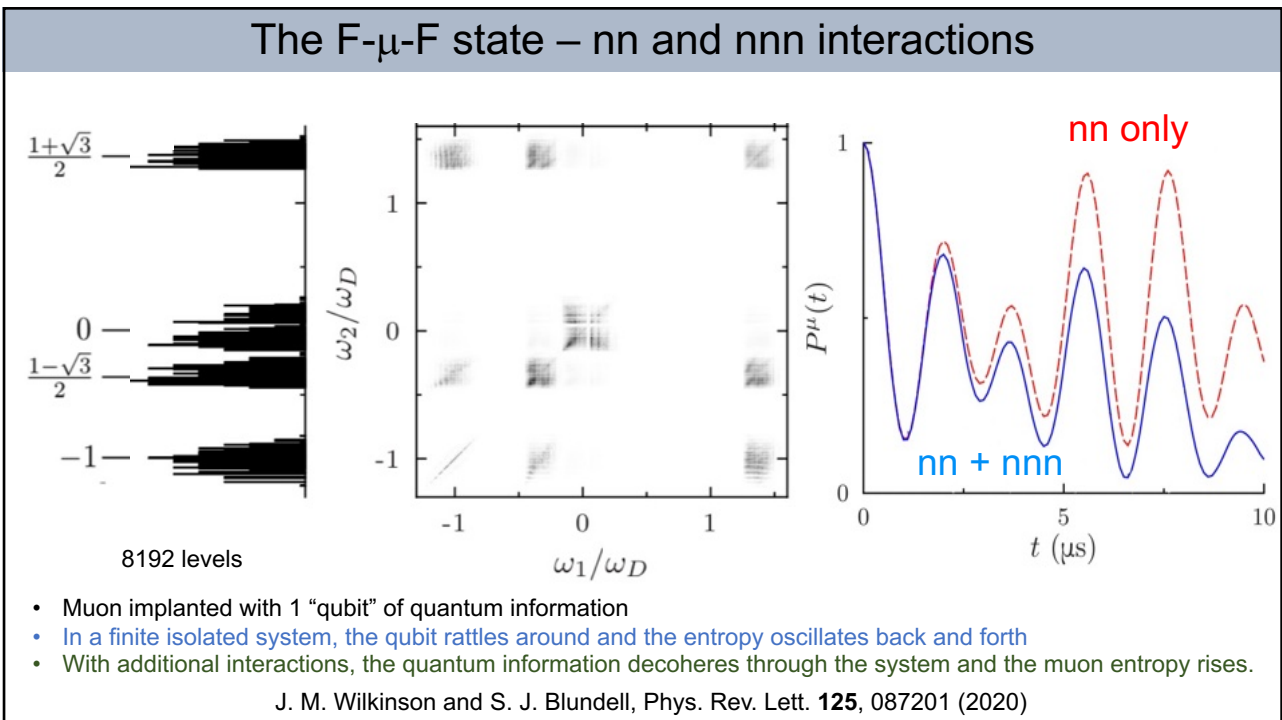 The F-μ-F state – nn and nnn interactions
1+√3
2
0
1−√3
2
−1
8192 levels
ω₂/ω_D
1
0
-1
-1
0
1
ω₁/ω_D
nn only
nn + nnn
P^μ(t)
1
0
0
5
10
t (μs)
• Muon implanted with 1 “qubit” of quantum information
• In a finite isolated system, the qubit rattles around and the entropy oscillates back and forth
• With additional interactions, the quantum information decoheres through the system and the muon entropy rises.
J. M. Wilkinson and S. J. Blundell, Phys. Rev. Lett. 125, 087201 (2020)